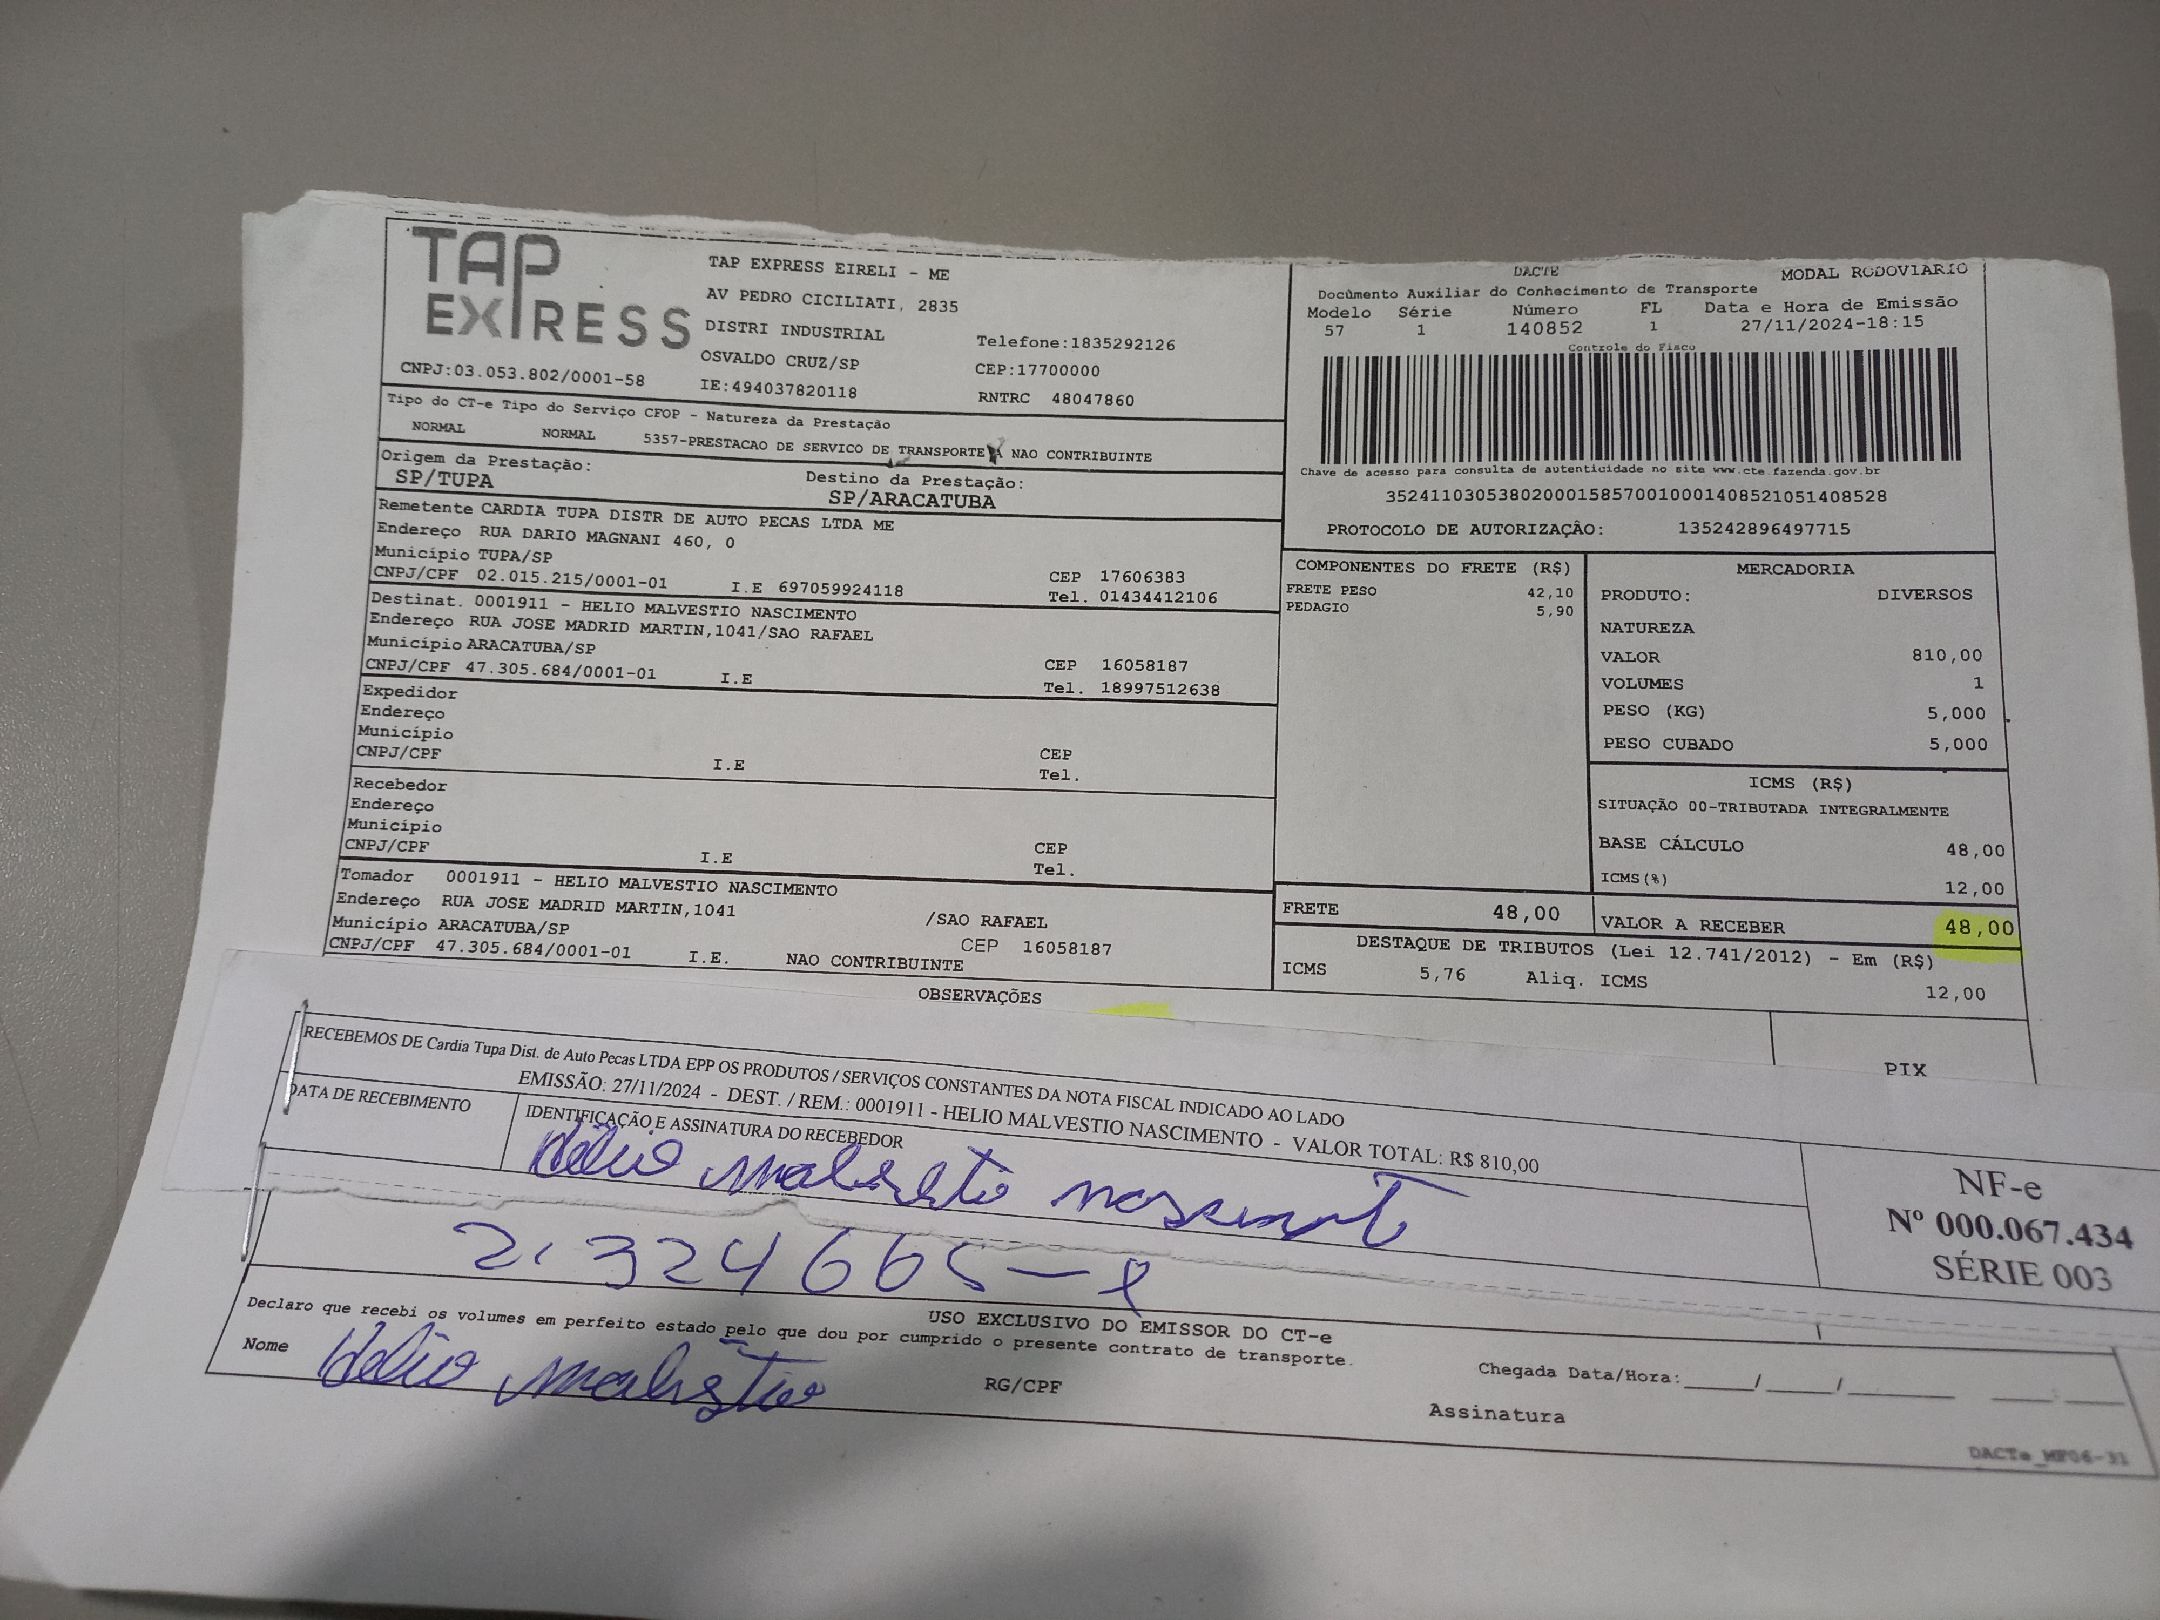 TAP EXPRESS
TAP EXPRESS EIRELI - ME
AV PEDRO CICILIATI, 2835
DISTRI INDUSTRIAL
Telefone:1835292126
OSVALDO CRUZ/SP
CEP:17700000
CNPJ:03.053.802/0001-58
IE:494037820118
RNTRC 48047860
DACTE
MODAL RODOVIARIO
Documento Auxiliar do Conhecimento de Transporte
Modelo Série Número FL Data e Hora de Emissão
57 1 140852 1 27/11/2024-18:15
Controle do Fisco
Chave de acesso para consulta de autenticidade no site www.cte.fazenda.gov.br
35241103053802000158570010001408521051408528
PROTOCOLO DE AUTORIZAÇÃO: 135242896497715
Tipo do CT-e Tipo do Serviço CFOP - Natureza da Prestação
NORMAL NORMAL 5357-PRESTACAO DE SERVICO DE TRANSPORTE A NAO CONTRIBUINTE
Origem da Prestação: Destino da Prestação:
SP/TUPA SP/ARACATUBA
Remetente CARDIA TUPA DISTR DE AUTO PECAS LTDA ME
Endereço RUA DARIO MAGNANI 460, 0
Município TUPA/SP CEP 17606383
CNPJ/CPF 02.015.215/0001-01 I.E 697059924118 Tel. 01434412106
Destinat. 0001911 - HELIO MALVESTIO NASCIMENTO
Endereço RUA JOSE MADRID MARTIN,1041/SAO RAFAEL
Município ARACATUBA/SP CEP 16058187
CNPJ/CPF 47.305.684/0001-01 I.E Tel. 18997512638
Expedidor
Endereço
Município CEP
CNPJ/CPF I.E Tel.
Recebedor
Endereço
Município CEP
CNPJ/CPF I.E Tel.
Tomador 0001911 - HELIO MALVESTIO NASCIMENTO
Endereço RUA JOSE MADRID MARTIN,1041 /SAO RAFAEL
Município ARACATUBA/SP CEP 16058187
CNPJ/CPF 47.305.684/0001-01 I.E. NAO CONTRIBUINTE
COMPONENTES DO FRETE (R$)
FRETE PESO 42,10
PEDAGIO 5,90
MERCADORIA
PRODUTO: DIVERSOS
NATUREZA
VALOR 810,00
VOLUMES 1
PESO (KG) 5,000
PESO CUBADO 5,000
ICMS (R$)
SITUAÇÃO 00-TRIBUTADA INTEGRALMENTE
BASE CÁLCULO 48,00
ICMS(%) 12,00
FRETE 48,00 VALOR A RECEBER 48,00
DESTAQUE DE TRIBUTOS (Lei 12.741/2012) - Em (R$)
ICMS 5,76 Aliq. ICMS 12,00
OBSERVAÇÕES
PIX
RECEBEMOS DE Cardia Tupa Dist. de Auto Pecas LTDA EPP OS PRODUTOS / SERVIÇOS CONSTANTES DA NOTA FISCAL INDICADO AO LADO
EMISSÃO: 27/11/2024 - DEST. / REM.: 0001911 - HELIO MALVESTIO NASCIMENTO - VALOR TOTAL: R$ 810,00
DATA DE RECEBIMENTO IDENTIFICAÇÃO E ASSINATURA DO RECEBEDOR
Hélio Malvestio Nascimento
NF-e
Nº 000.067.434
SÉRIE 003
2.324665-
USO EXCLUSIVO DO EMISSOR DO CT-e
Declaro que recebi os volumes em perfeito estado pelo que dou por cumprido o presente contrato de transporte.
Nome Helio Malvestio RG/CPF
Chegada Data/Hora:_____/_____/________ ____:____
Assinatura
DACTe_MF06-31